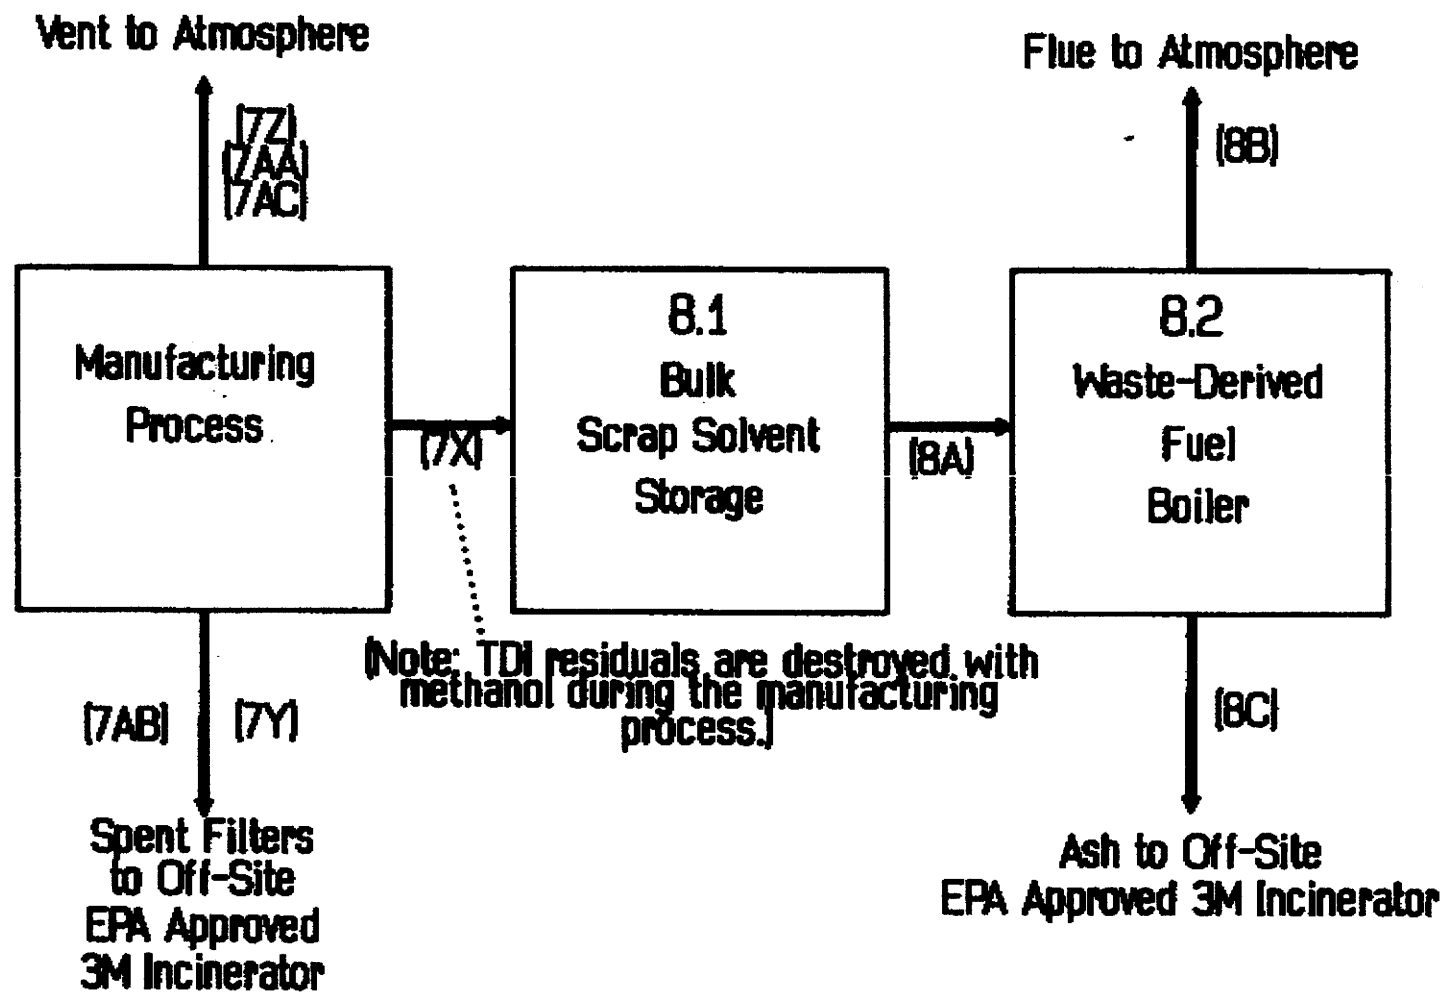 Vent to Atmosphere
(7Z)
(7AA)
(7AC)
Manufacturing
Process
(7AB) (7Y)
Spent Filters
to Off-Site
EPA Approved
3M Incinerator
(7X)
(Note: TDI residuals are destroyed with
methanol during the manufacturing
process.)
8.1
Bulk
Scrap Solvent
Storage
(8A)
Flue to Atmosphere
(8B)
8.2
Waste-Derived
Fuel
Boiler
(8C)
Ash to Off-Site
EPA Approved 3M Incinerator